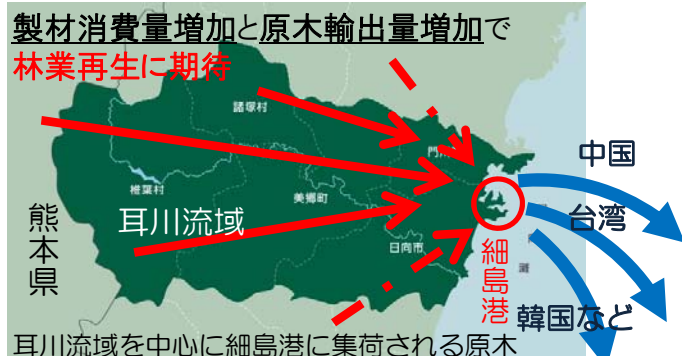 製材消費量増加と原木輸出量増加で
林業再生に期待
諸塚村
門川
中国
椎葉村
美郷町
熊本県
耳川流域
台湾
日向市
細島港
灘
韓国など
耳川流域を中心に細島港に集荷される原木